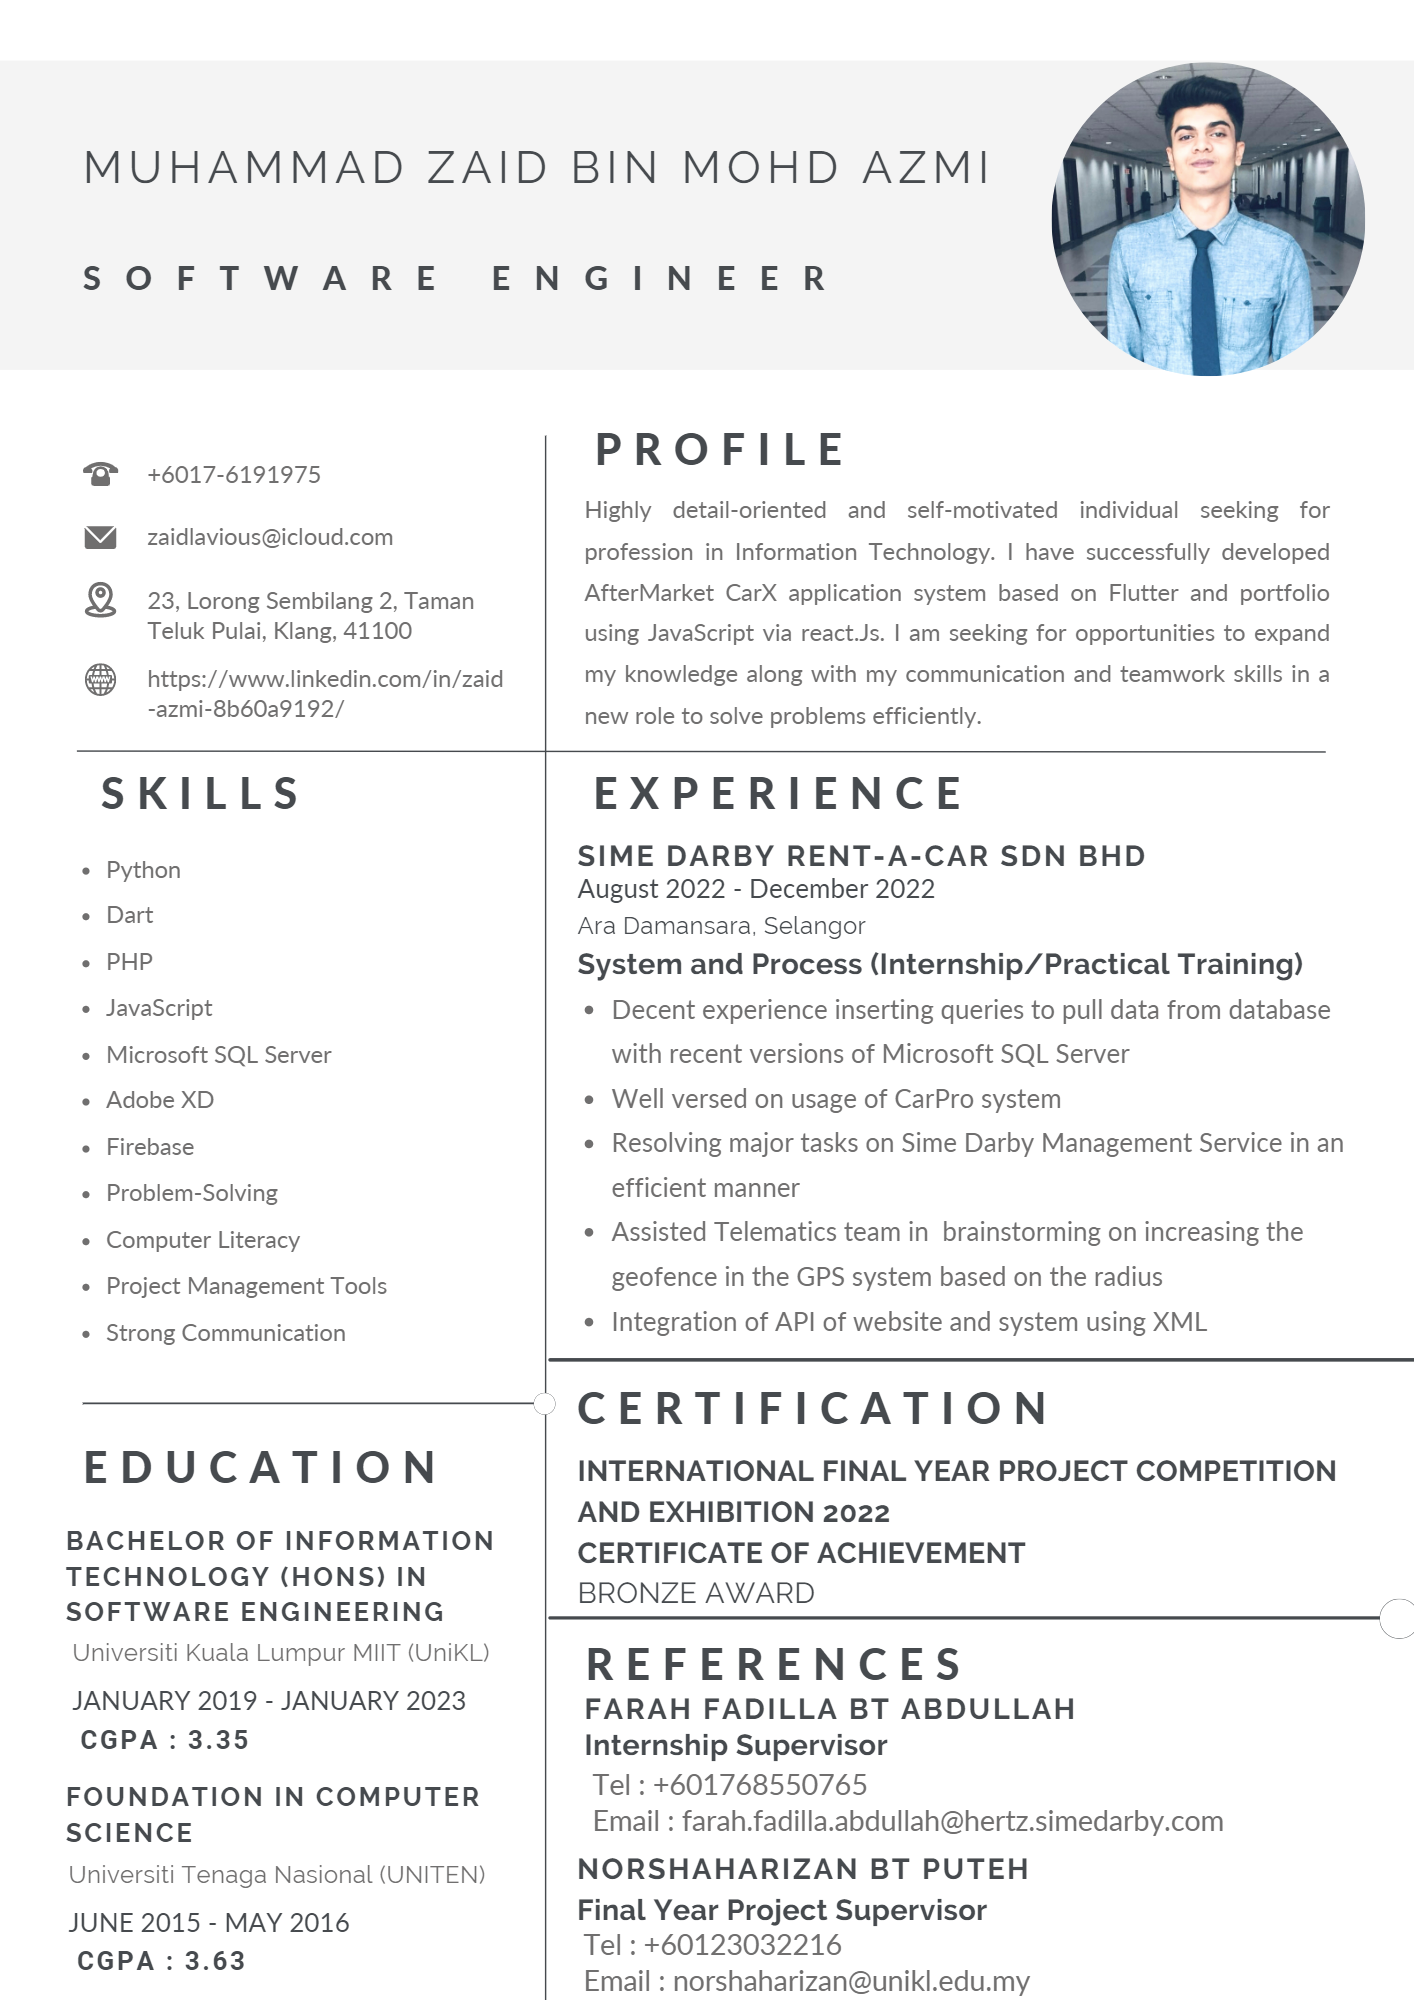 MUHAMMAD ZAID BIN MOHD AZMI
SOFTWARE ENGINEER
+6017-6191975
zaidlavious@icloud.com
23, Lorong Sembilang 2, Taman
Teluk Pulai, Klang, 41100
https://www.linkedin.com/in/zaid
-azmi-8b60a9192/
PROFILE
Highly detail-oriented and self-motivated individual seeking for
profession in Information Technology. I have successfully developed
AfterMarket CarX application system based on Flutter and portfolio
using JavaScript via react.Js. I am seeking for opportunities to expand
my knowledge along with my communication and teamwork skills in a
new role to solve problems efficiently.
SKILLS
• Python
• Dart
• PHP
• JavaScript
• Microsoft SQL Server
• Adobe XD
• Firebase
• Problem-Solving
• Computer Literacy
• Project Management Tools
• Strong Communication
EDUCATION
BACHELOR OF INFORMATION
TECHNOLOGY (HONS) IN
SOFTWARE ENGINEERING
Universiti Kuala Lumpur MIIT (UniKL)
JANUARY 2019 - JANUARY 2023
CGPA : 3.35
FOUNDATION IN COMPUTER
SCIENCE
Universiti Tenaga Nasional (UNITEN)
JUNE 2015 - MAY 2016
CGPA : 3.63
EXPERIENCE
SIME DARBY RENT-A-CAR SDN BHD
August 2022 - December 2022
Ara Damansara, Selangor
System and Process (Internship/Practical Training)
• Decent experience inserting queries to pull data from database
with recent versions of Microsoft SQL Server
• Well versed on usage of CarPro system
• Resolving major tasks on Sime Darby Management Service in an
efficient manner
• Assisted Telematics team in  brainstorming on increasing the
geofence in the GPS system based on the radius
• Integration of API of website and system using XML
CERTIFICATION
INTERNATIONAL FINAL YEAR PROJECT COMPETITION
AND EXHIBITION 2022
CERTIFICATE OF ACHIEVEMENT
BRONZE AWARD
REFERENCES
FARAH FADILLA BT ABDULLAH
Internship Supervisor
Tel : +601768550765
Email : farah.fadilla.abdullah@hertz.simedarby.com
NORSHAHARIZAN BT PUTEH
Final Year Project Supervisor
Tel : +60123032216
Email : norshaharizan@unikl.edu.my